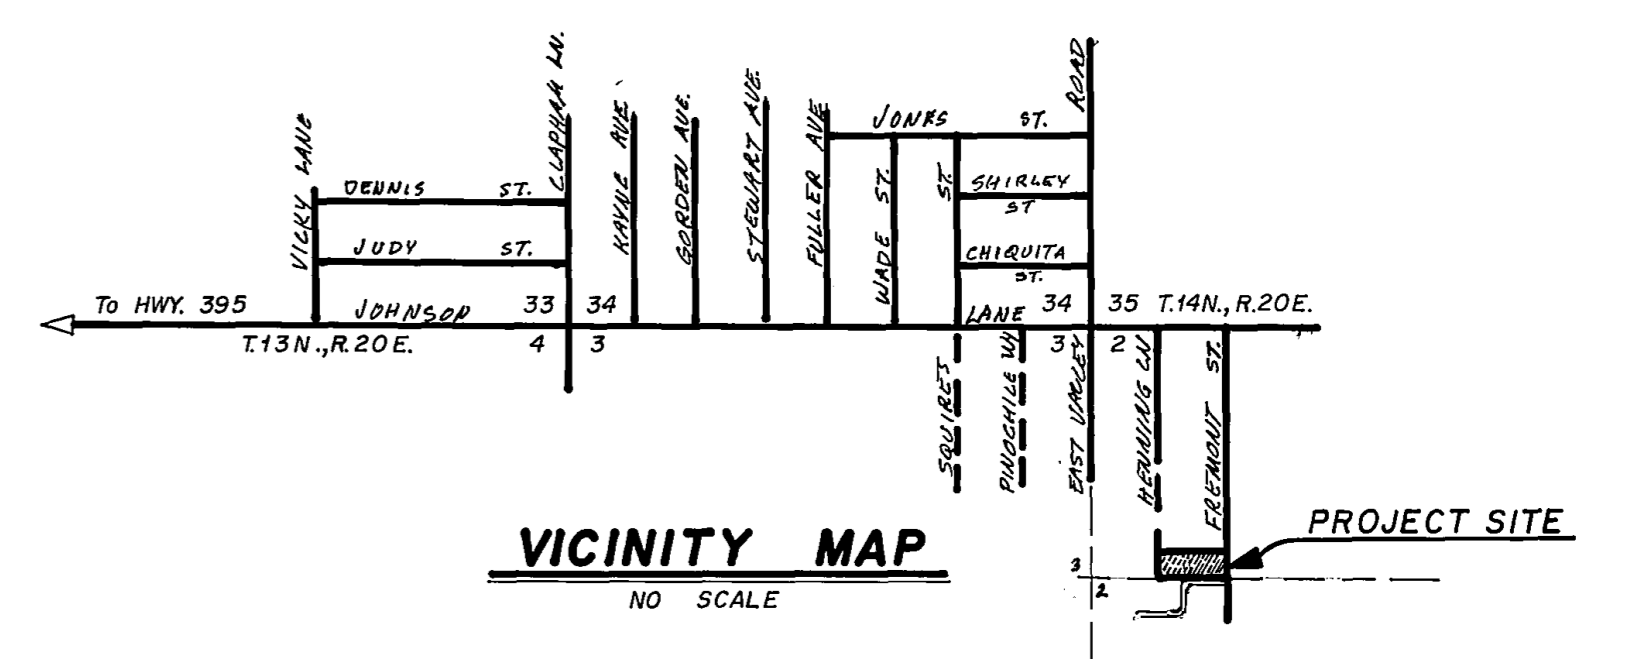 ROAD
CLAPHAM LN.
VICKY LANE
KAYNE AVE
GORDEN AVE.
STEWART AVE.
FULLER AVE
JONES ST.
WADE ST.
ST.
DENNIS ST.
SHIRLEY
ST
JUDY ST.
CHIQUITA
ST.
TO HWY. 395 JOHNSON 33 34 LANE 34 35 T.14N., R.20E.
T.13N.,R.20E. 4 3 3 2
SQUIRES
PINOCHILE WY
EAST VALLEY
HENNING LN
FREMONT ST.
PROJECT SITE
VICINITY MAP
NO SCALE
3
2